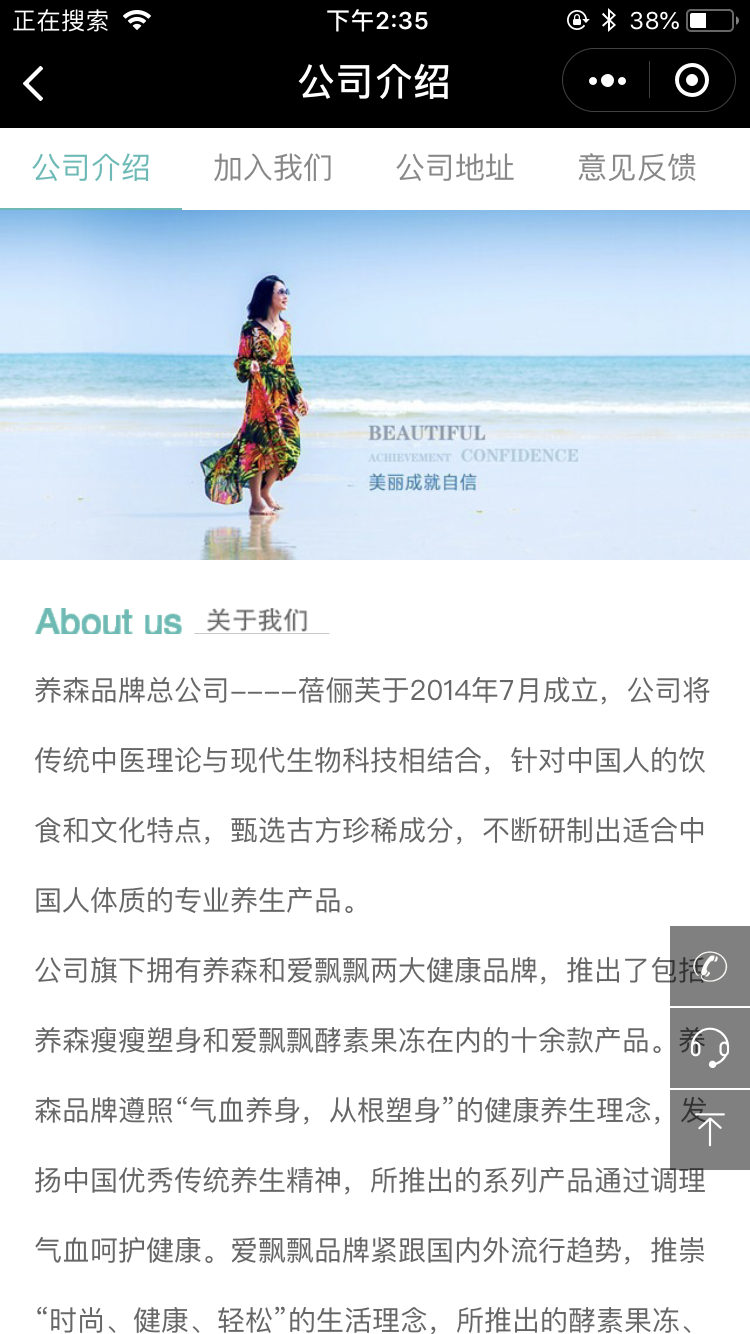 正在搜索
下午2:35
38%
公司介绍
公司介绍
加入我们
公司地址
意见反馈
BEAUTIFUL
ACHIEVEMENT CONFIDENCE
美丽成就自信
About us 关于我们
养森品牌总公司----蓓俪芙于2014年7月成立，公司将
传统中医理论与现代生物科技相结合，针对中国人的饮
食和文化特点，甄选古方珍稀成分，不断研制出适合中
国人体质的专业养生产品。
公司旗下拥有养森和爱飘飘两大健康品牌，推出了包括
养森瘦瘦塑身和爱飘飘酵素果冻在内的十余款产品。养
森品牌遵照“气血养身，从根塑身”的健康养生理念，发
扬中国优秀传统养生精神，所推出的系列产品通过调理
气血呵护健康。爱飘飘品牌紧跟国内外流行趋势，推崇
“时尚、健康、轻松”的生活理念，所推出的酵素果冻、